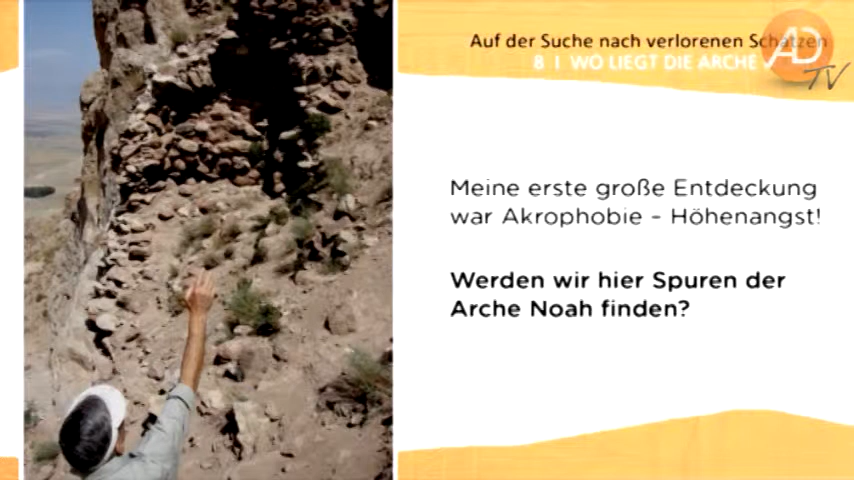 Auf der Suche nach verlorenen Schätzen
8 | WO LIEGT DIE ARCHE
AD
TV
Meine erste große Entdeckung
war Akrophobie - Höhenangst!
Werden wir hier Spuren der
Arche Noah finden?